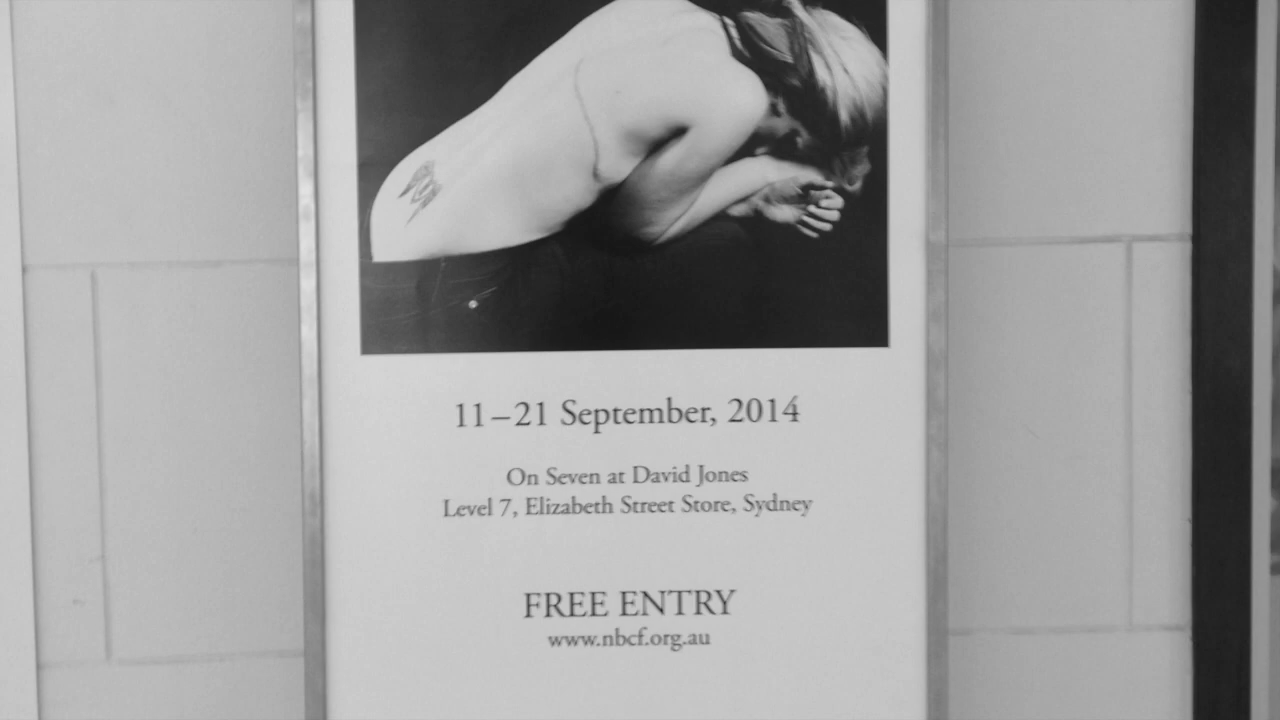 11–21 September, 2014
On Seven at David Jones
Level 7, Elizabeth Street Store, Sydney
FREE ENTRY
www.nbcf.org.au